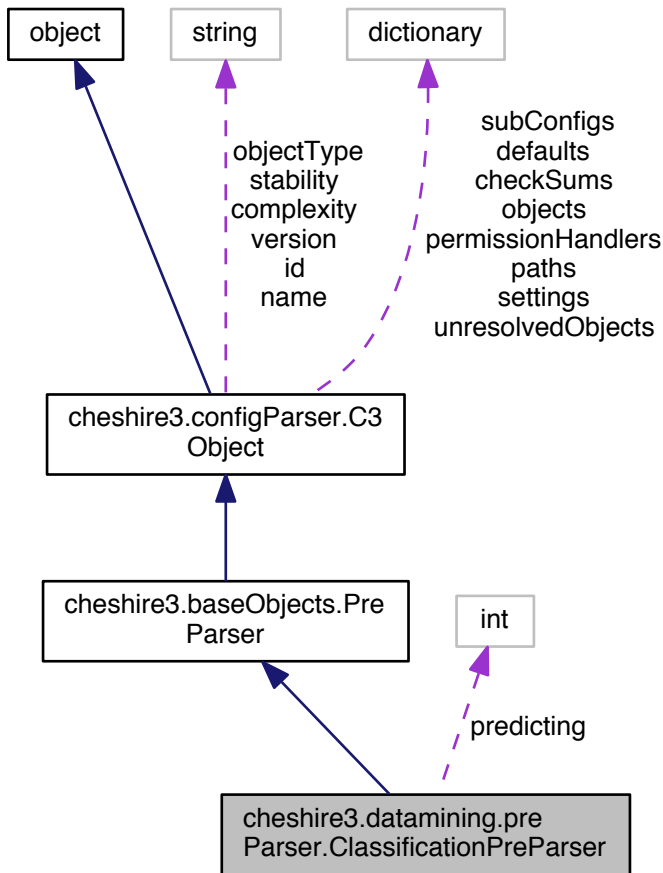 object
string
dictionary
objectType
stability
complexity
version
id
name
subConfigs
defaults
checkSums
objects
permissionHandlers
paths
settings
unresolvedObjects
cheshire3.configParser.C3
Object
cheshire3.baseObjects.Pre
Parser
int
predicting
cheshire3.datamining.pre
Parser.ClassificationPreParser